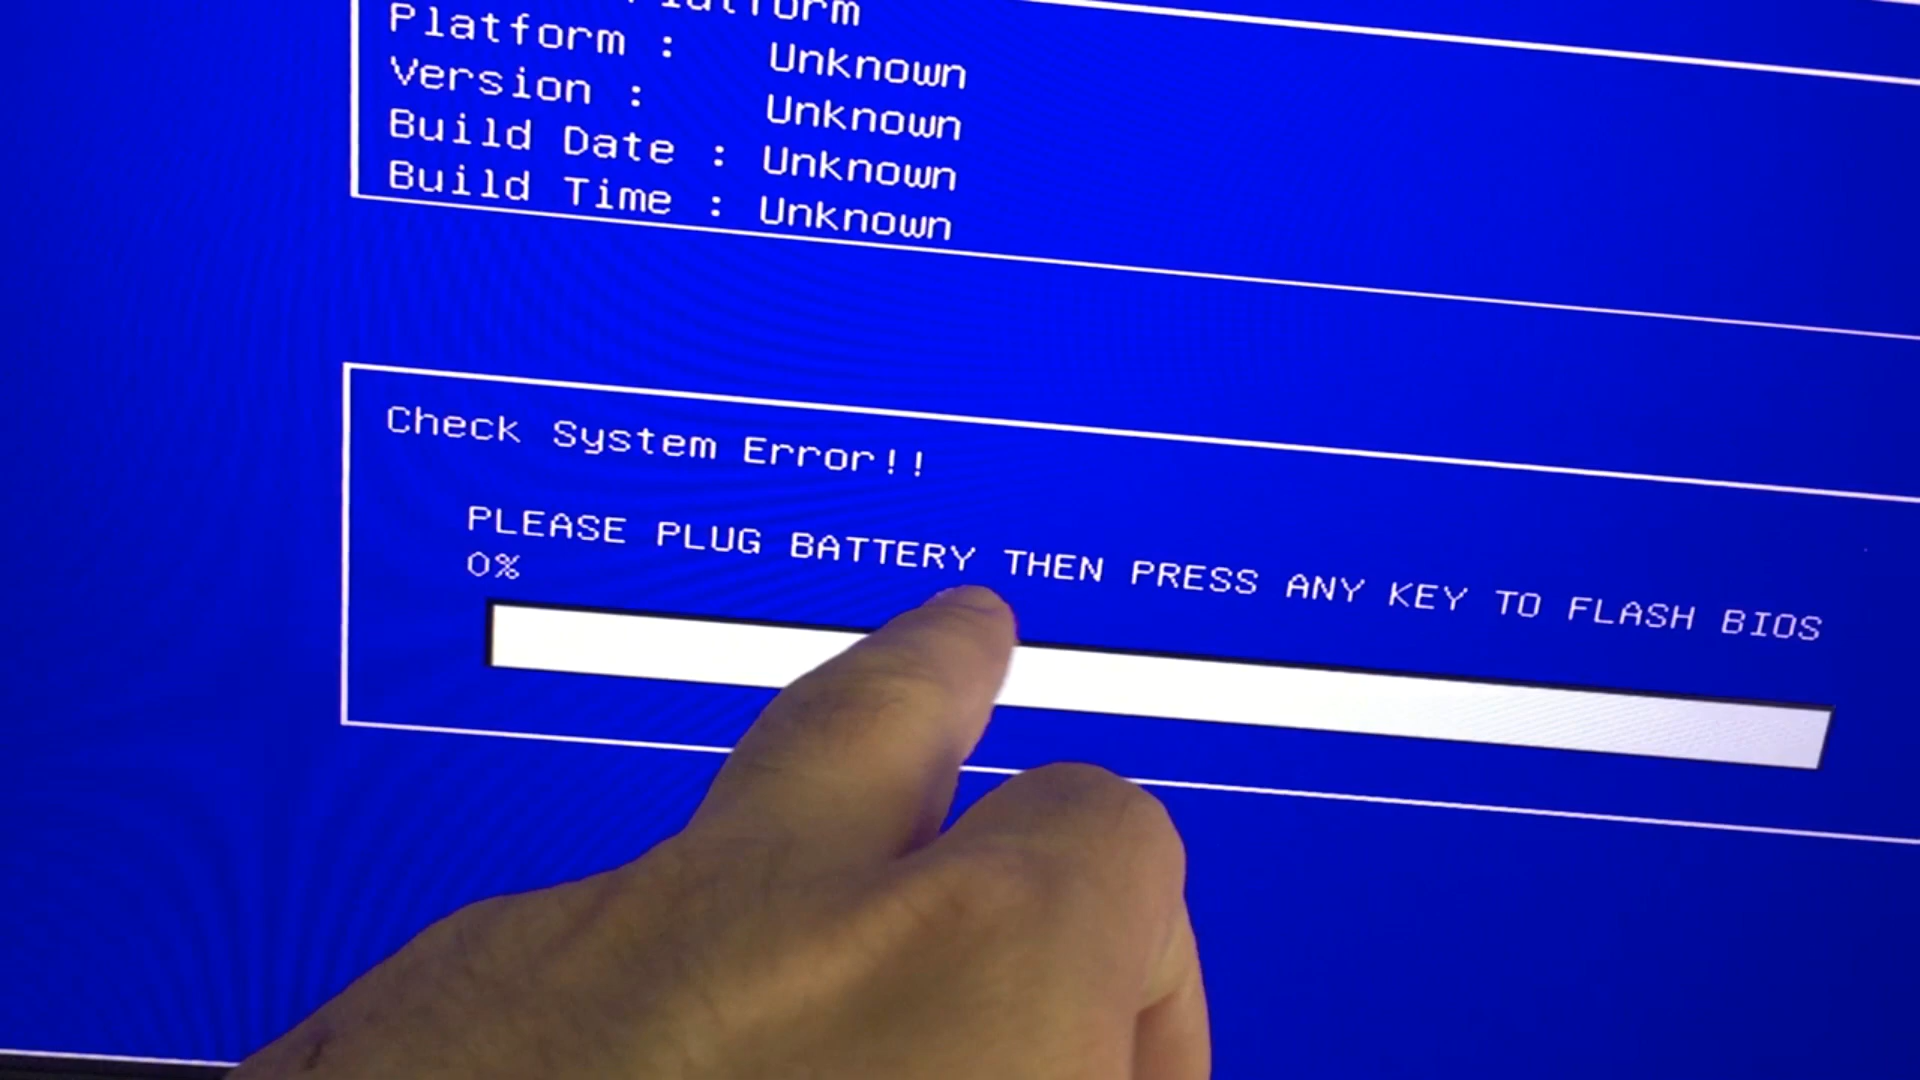 Platform
Platform : Unknown
Version : Unknown
Build Date : Unknown
Build Time : Unknown
Check System Error!!
PLEASE PLUG BATTERY THEN PRESS ANY KEY TO FLASH BIOS
0%